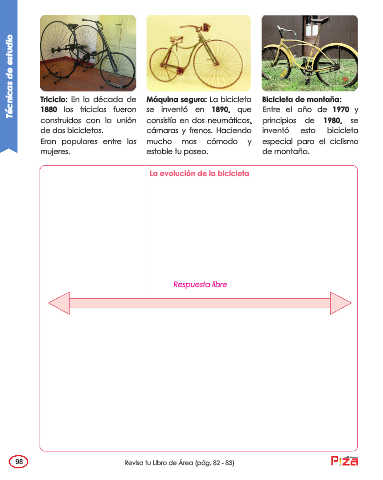 Técnicas de estudio
Triciclo: En la década de
1880 los triciclos fueron
construidos con la unión
de dos bicicletas.
Eran populares entre las
mujeres.
Máquina segura: La bicicleta
se inventó en 1890, que
consistía en dos neumáticos,
cámaras y frenos. Haciendo
mucho mas cómodo y
estable tu paseo.
Bicicleta de montaña:
Entre el año de 1970 y
principios de 1980, se
inventó esta bicicleta
especial para el ciclismo
de montaña.
La evolución de la bicicleta
Respuesta libre
98
Revisa tu Libro de Área (pág. 82 - 83)
P!za